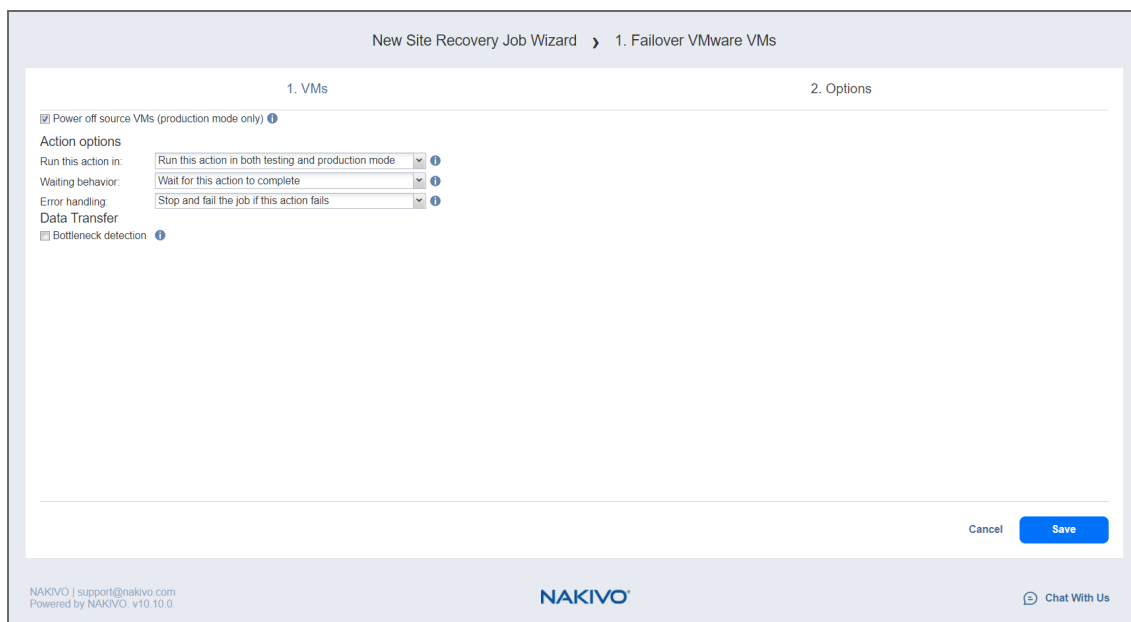 New Site Recovery Job Wizard › 1. Failover VMware VMs
1. VMs 2. Options
Power off source VMs (production mode only)
Action options
Run this action in: Run this action in both testing and production mode
Waiting behavior: Wait for this action to complete
Error handling: Stop and fail the job if this action fails
Data Transfer
Bottleneck detection
Cancel Save
NAKIVO | support@nakivo.com
Powered by NAKIVO. v10.10.0.
NAKIVO®
Chat With Us